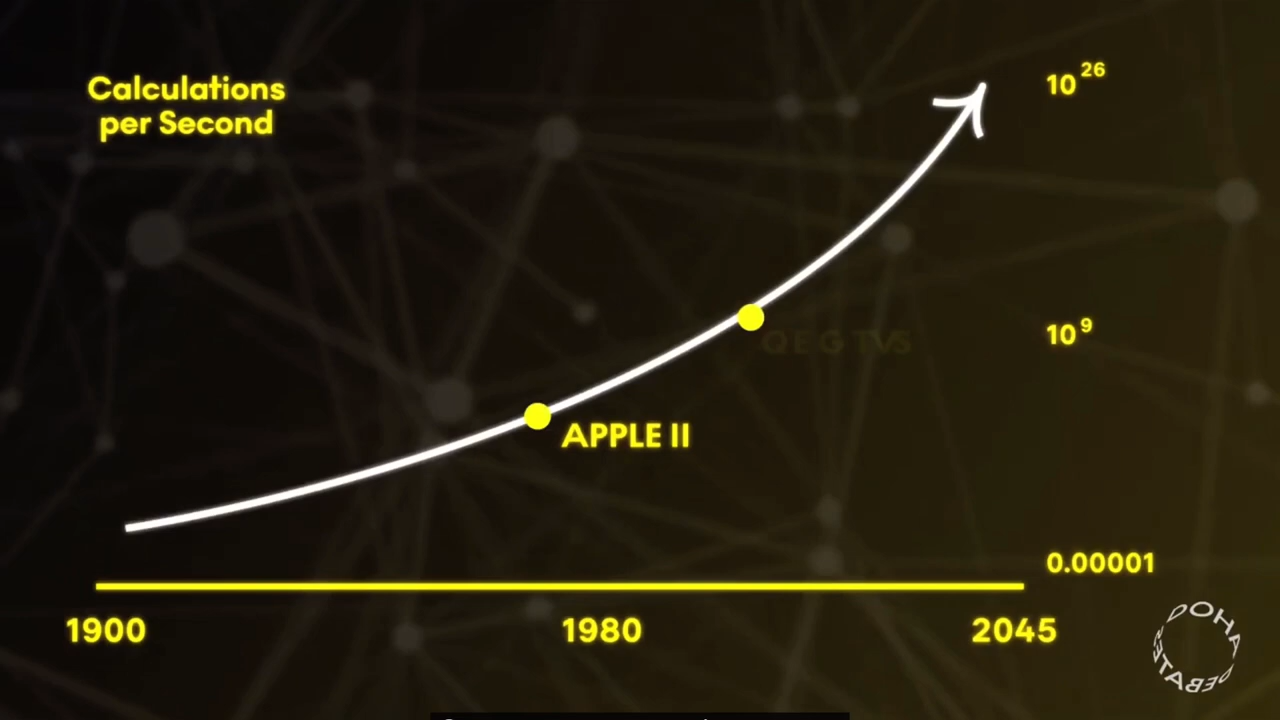 Calculations
per Second
10 26
10 9
APPLE II
0.00001
1900
1980
2045
DOHA DEBATES